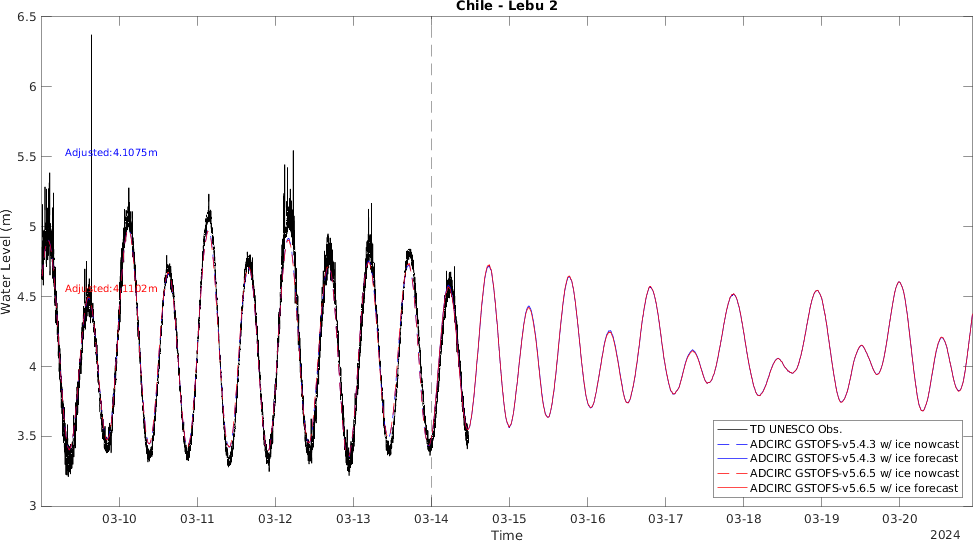 Chile - Lebu 2
6.5
6
5.5
5
4.5
4
3.5
3
Water Level (m)
Adjusted:4.1075m
Adjusted:4.1102m
TD UNESCO Obs.
ADCIRC GSTOFS-v5.4.3 w/ ice nowcast
ADCIRC GSTOFS-v5.4.3 w/ ice forecast
ADCIRC GSTOFS-v5.6.5 w/ ice nowcast
ADCIRC GSTOFS-v5.6.5 w/ ice forecast
03-10 03-11 03-12 03-13 03-14 03-15 03-16 03-17 03-18 03-19 03-20
Time
2024